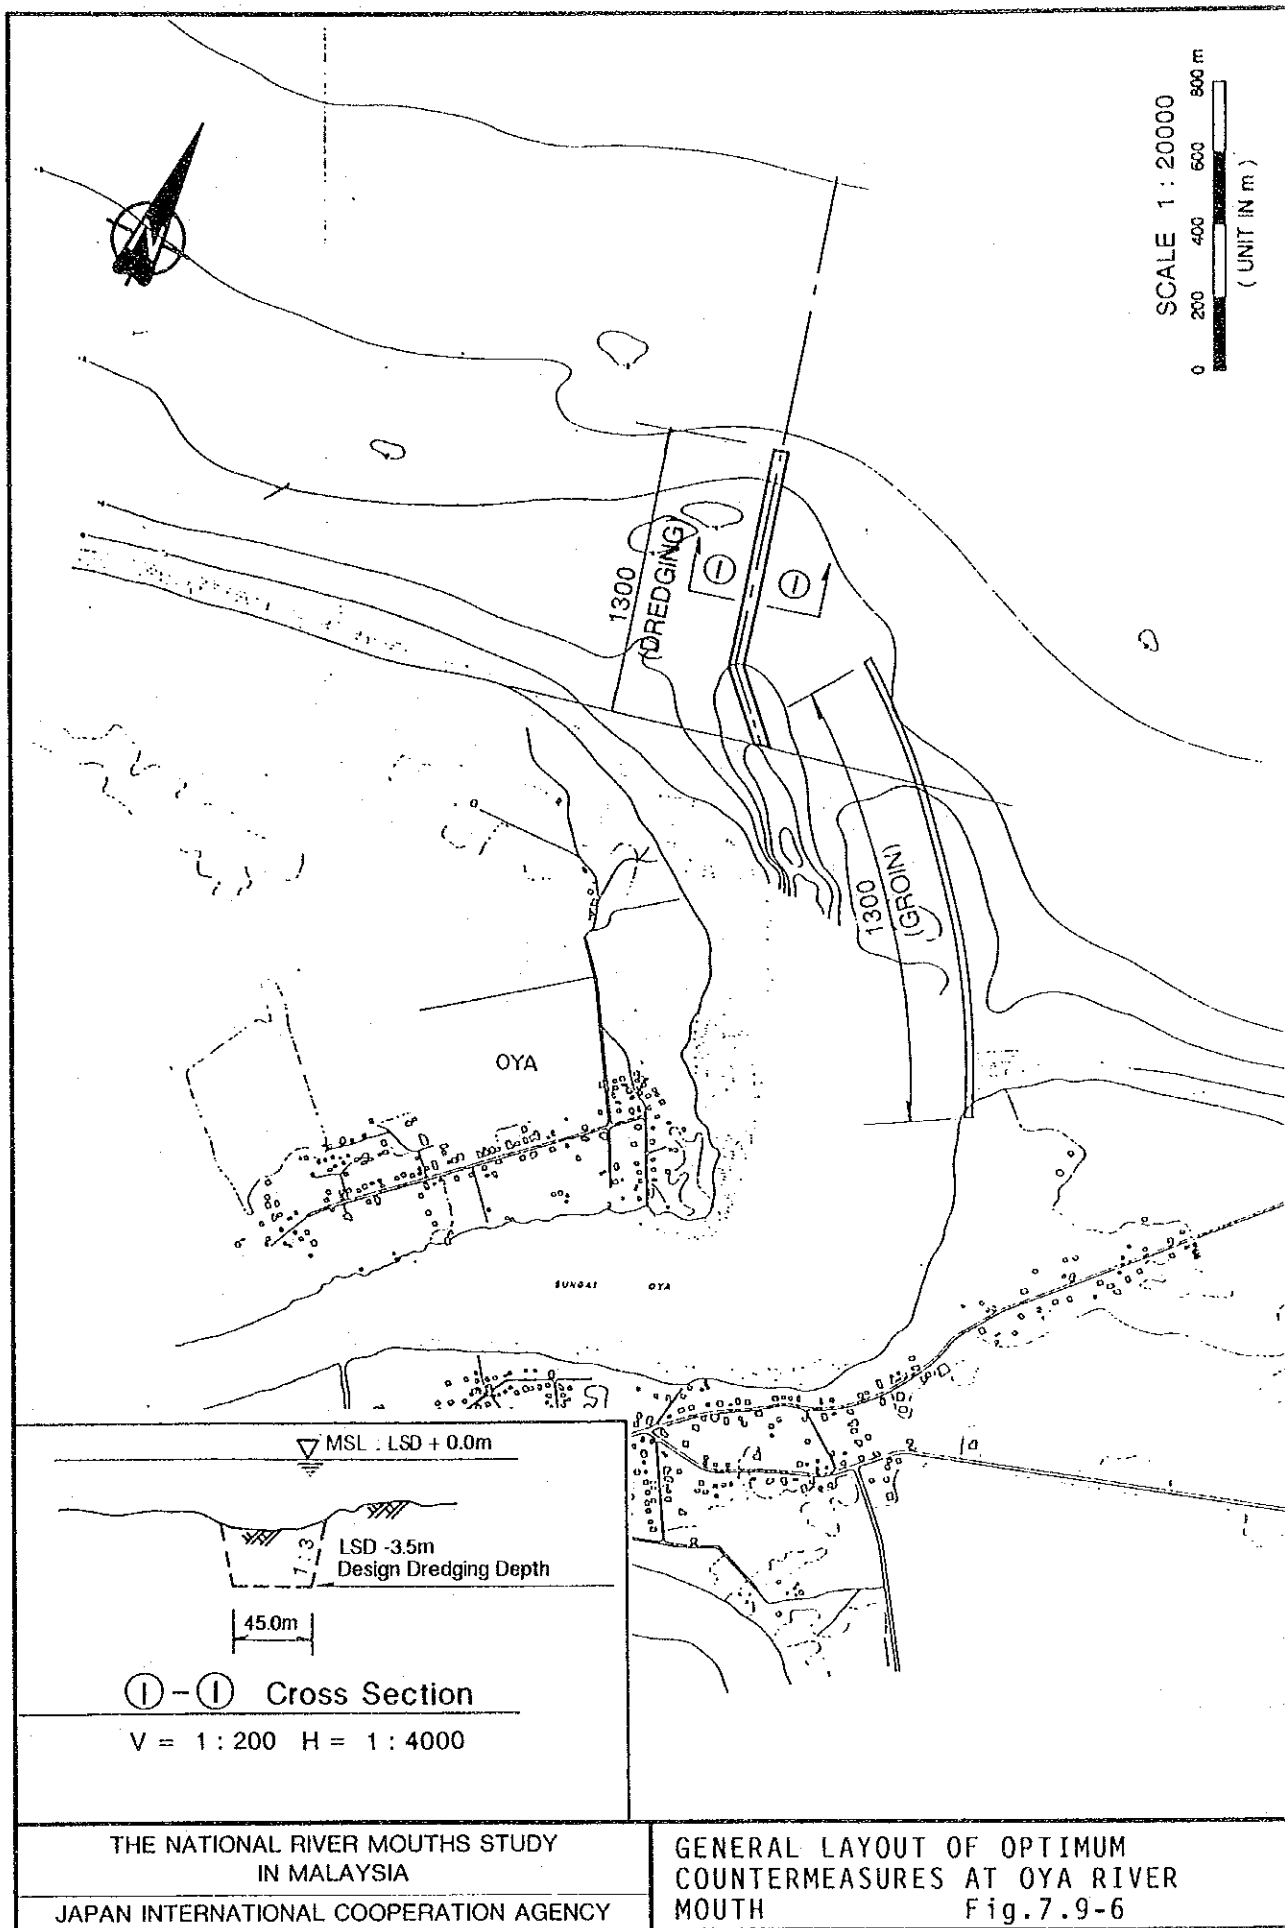 SCALE 1 : 20000
0 200 400 600 800 m
( UNIT IN m )
1300
(DREDGING)
1
1
1300
(GROIN)
OYA
SUNGAI OYA
MSL : LSD + 0.0m
1 : 3
LSD -3.5m
Design Dredging Depth
45.0m
1 - 1 Cross Section
V = 1 : 200 H = 1 : 4000
THE NATIONAL RIVER MOUTHS STUDY
IN MALAYSIA
JAPAN INTERNATIONAL COOPERATION AGENCY
GENERAL LAYOUT OF OPTIMUM
COUNTERMEASURES AT OYA RIVER
MOUTH Fig.7.9-6